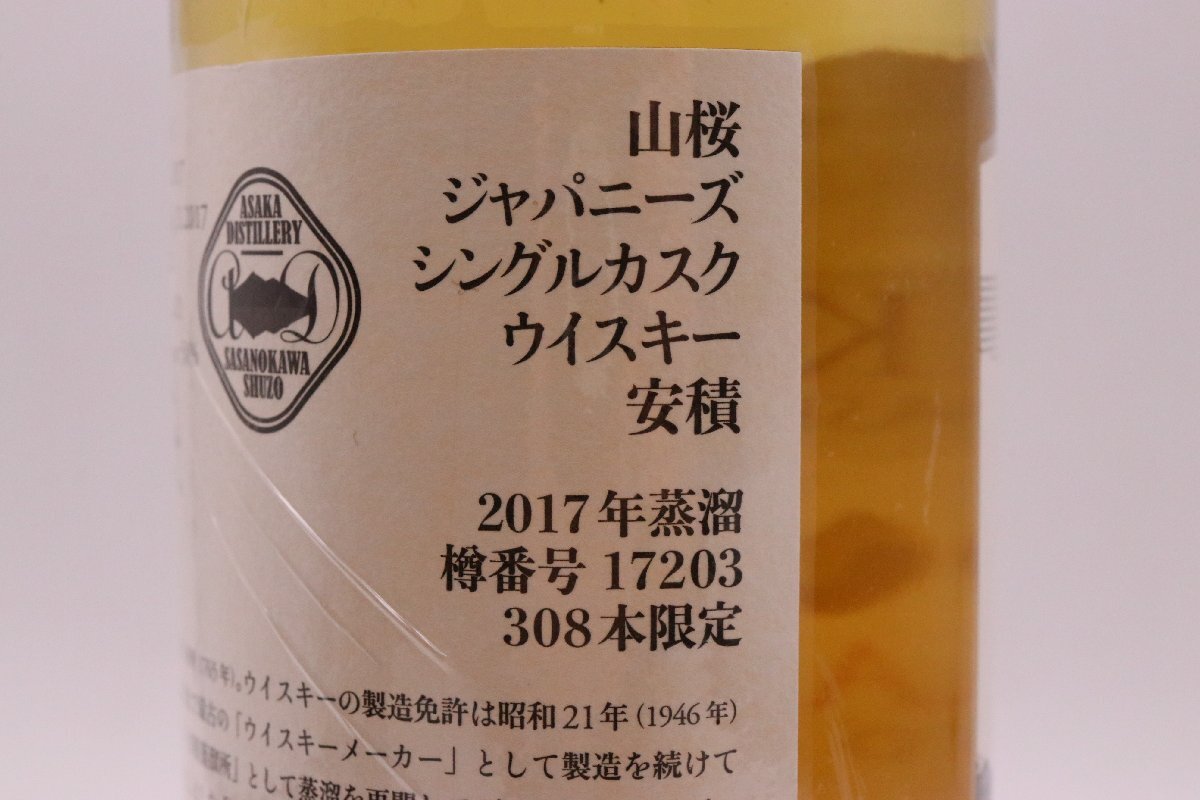 山桜
ジャパニーズ
シングルカスク
ウイスキー
安積
ASAKA
DISTILLERY
SASANOKAWA
SHUZO
2017年蒸溜
樽番号 17203
308本限定
年)。ウイスキーの製造免許は昭和21年(1946年)
の「ウイスキーメーカー」として製造を続けて
」として蒸溜を再開